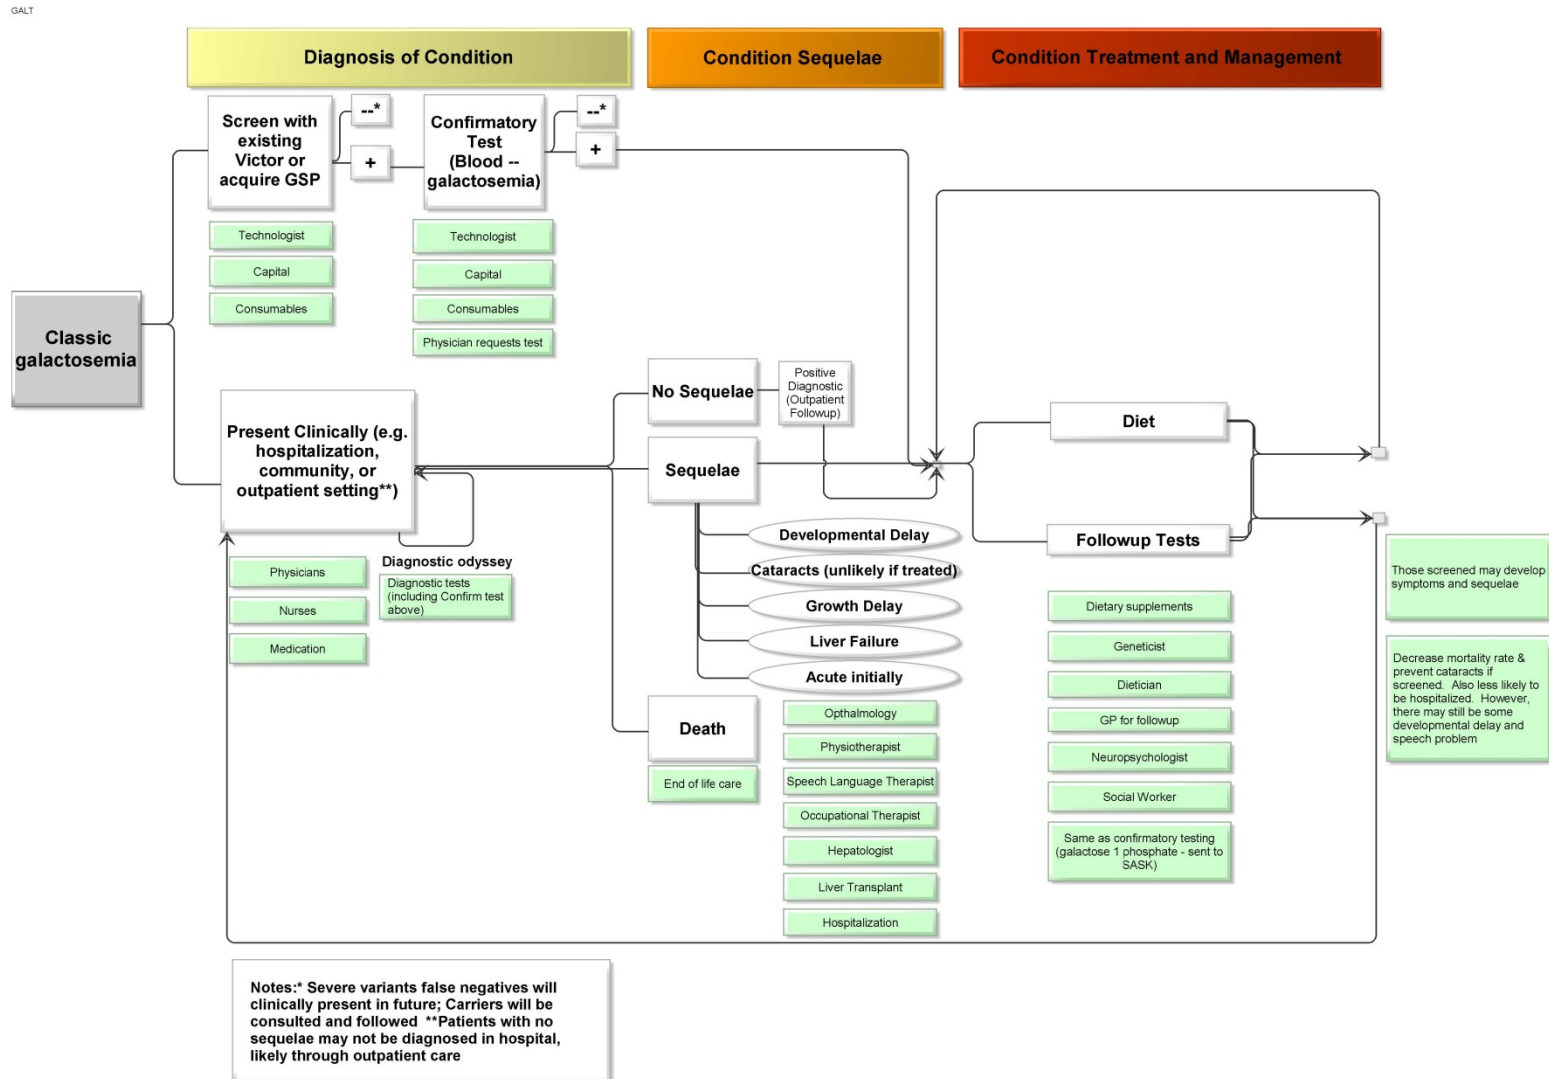 GALT
Diagnosis of Condition
Condition Sequelae
Condition Treatment and Management
Screen with
existing
Victor or
acquire GSP
--*
+
Confirmatory
Test
(Blood --
galactosemia)
--*
+
Technologist
Capital
Consumables
Technologist
Capital
Consumables
Physician requests test
Classic
galactosemia
Present Clinically (e.g.
hospitalization,
community, or
outpatient setting**)
Diagnostic odyssey
Diagnostic tests
(including Confirm test
above)
Physicians
Nurses
Medication
No Sequelae
Positive
Diagnostic
(Outpatient
Followup)
Sequelae
Developmental Delay
Cataracts (unlikely if treated)
Growth Delay
Liver Failure
Acute initially
Death
End of life care
Opthalmology
Physiotherapist
Speech Language Therapist
Occupational Therapist
Hepatologist
Liver Transplant
Hospitalization
Diet
Followup Tests
Dietary supplements
Geneticist
Dietician
GP for followup
Neuropsychologist
Social Worker
Same as confirmatory testing
(galactose 1 phosphate - sent to
SASK)
Those screened may develop
symptoms and sequelae
Decrease mortality rate &
prevent cataracts if
screened. Also less likely to
be hospitalized. However,
there may still be some
developmental delay and
speech problem
Notes:* Severe variants false negatives will
clinically present in future; Carriers will be
consulted and followed **Patients with no
sequelae may not be diagnosed in hospital,
likely through outpatient care